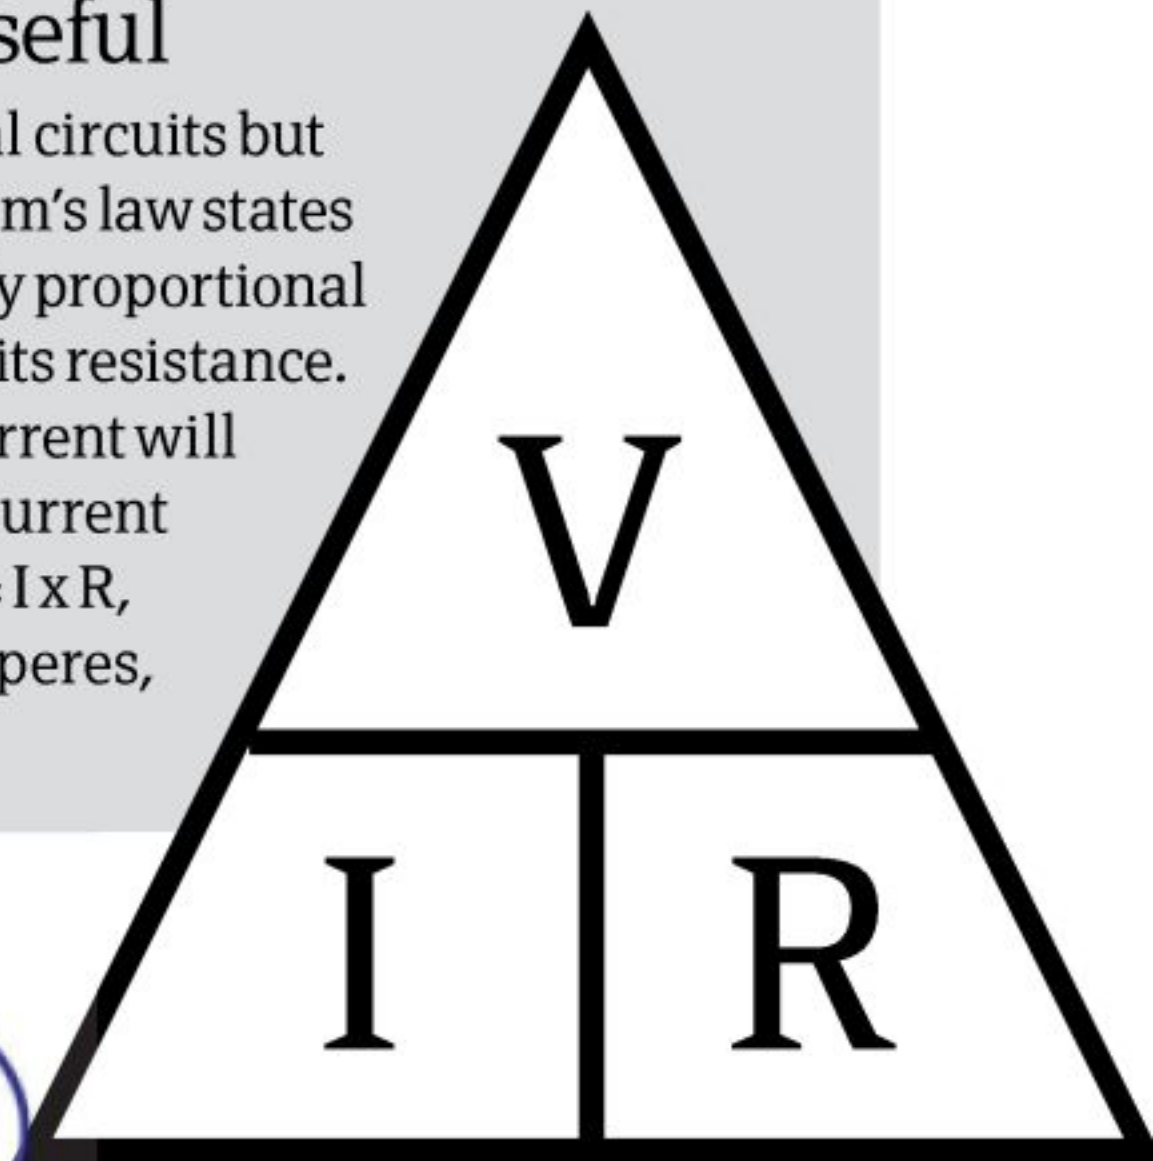 seful
l circuits but
m’s law states
y proportional
its resistance.
rrent will
urrent
= I x R,
peres,
V
I R